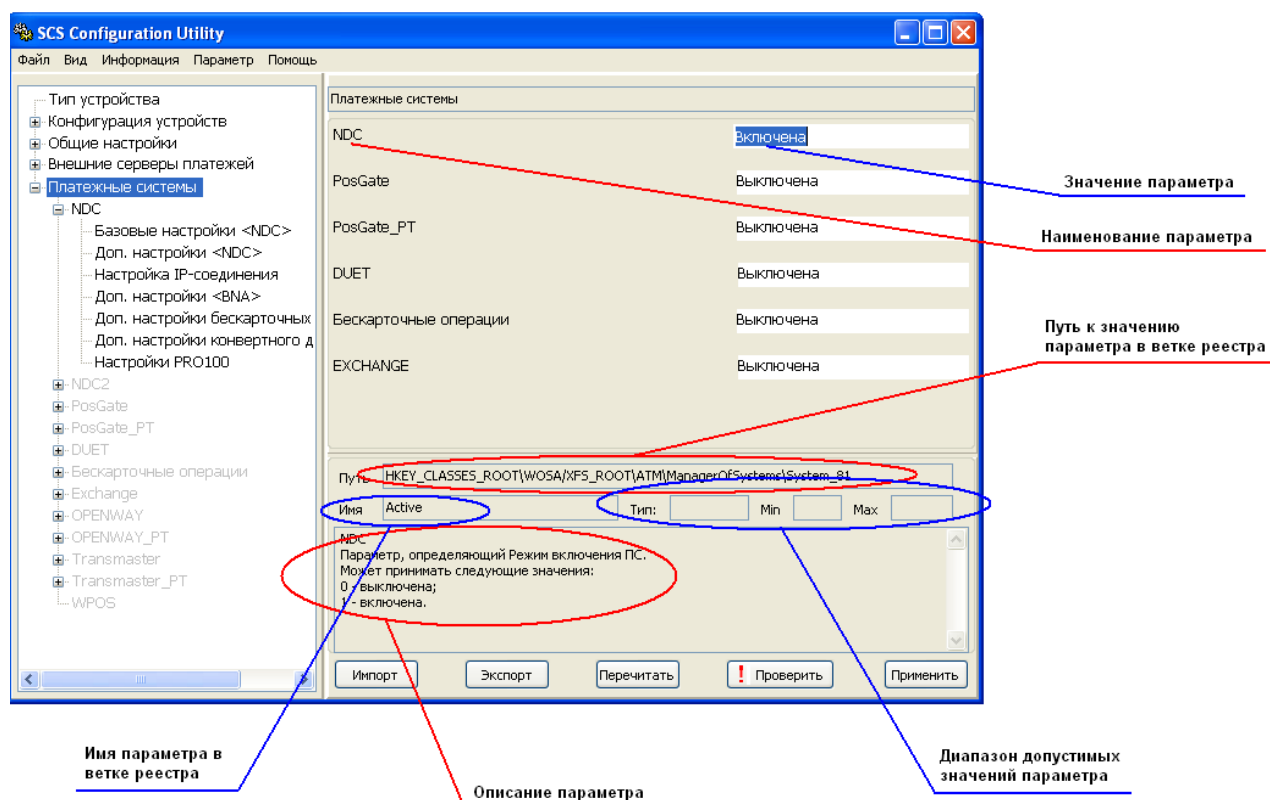 SCS Configuration Utility
Файл Вид Информация Параметр Помощь
Тип устройства
Конфигурация устройств
Общие настройки
Внешние серверы платежей
Платежные системы
NDC
Базовые настройки <NDC>
Доп. настройки <NDC>
Настройка IP-соединения
Доп. настройки <BNA>
Доп. настройки бескарточных
Доп. настройки конвертного д
Настройки PRO100
NDC2
PosGate
PosGate_PT
DUET
Бескарточные операции
Exchange
OPENWAY
OPENWAY_PT
Transmaster
Transmaster_PT
WPOS
Платежные системы
NDC Включена
PosGate Выключена
PosGate_PT Выключена
DUET Выключена
Бескарточные операции Выключена
EXCHANGE Выключена
Путь HKEY_CLASSES_ROOT\WOSA/XFS_ROOT\ATM\ManagerOfSystems\System_81
Имя Active Тип: Min Max
NDC
Параметр, определяющий Режим включения ПС.
Может принимать следующие значения:
0 - выключена;
1 - включена.
Импорт Экспорт Перечитать ! Проверить Применить
Значение параметра
Наименование параметра
Путь к значению
параметра в ветке реестра
Имя параметра в
ветке реестра
Описание параметра
Диапазон допустимых
значений параметра